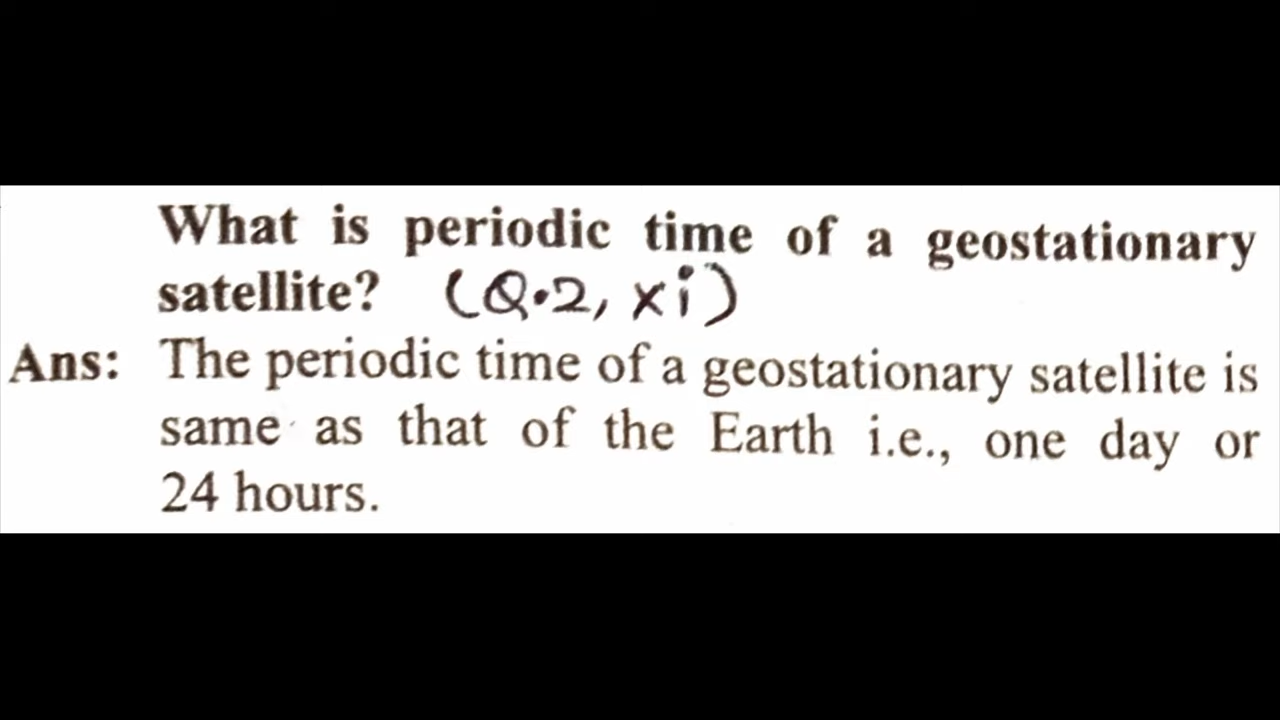 What is periodic time of a geostationary
satellite? (Q.2, xi)
Ans: The periodic time of a geostationary satellite is
same as that of the Earth i.e., one day or
24 hours.